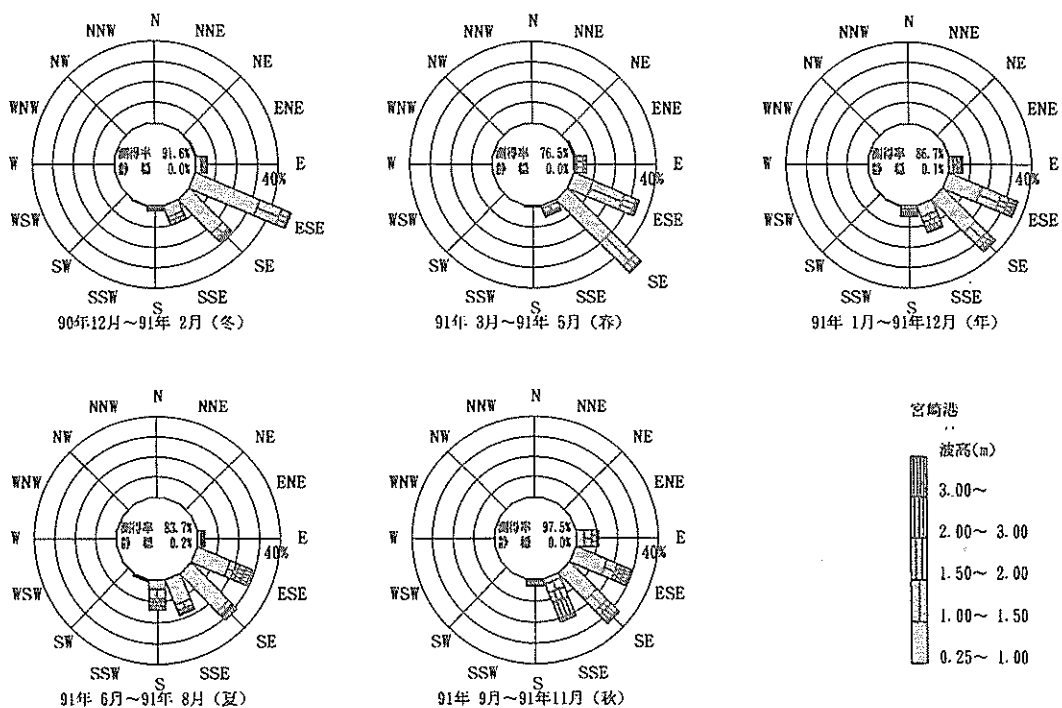 N
NNW NNE
NW NE
WNW ENE
測得率 91.6%
W E
静 穏 0.0%
40%
WSW ESE
SW SE
SSW SSE
S
90年12月～91年 2月 (冬)
N
NNW NNE
NW NE
WNW ENE
測得率 76.5%
W E
静 穏 0.0%
40%
WSW ESE
SW SE
SSW SSE
S
91年 3月～91年 5月 (春)
N
NNW NNE
NW NE
WNW ENE
測得率 86.7%
W E
静 穏 0.1%
40%
WSW ESE
SW SE
SSW SSE
S
91年 1月～91年12月 (年)
N
NNW NNE
NW NE
WNW ENE
測得率 83.7%
W E
静 穏 0.2%
40%
WSW ESE
SW SE
SSW SSE
S
91年 6月～91年 8月 (夏)
N
NNW NNE
NW NE
WNW ENE
測得率 97.5%
W E
静 穏 0.0%
40%
WSW ESE
SW SE
SSW SSE
S
91年 9月～91年11月 (秋)
宮崎港
波高(m)
3.00～
2.00～ 3.00
1.50～ 2.00
1.00～ 1.50
0.25～ 1.00